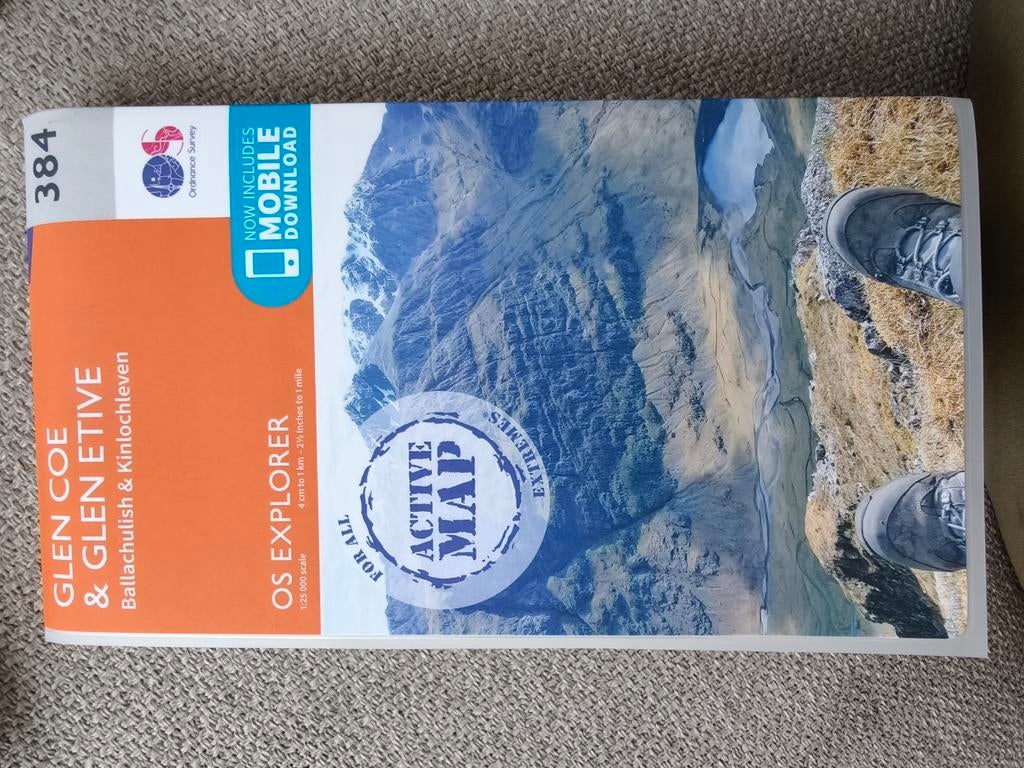 384
Ordnance Survey
GLEN COE
& GLEN ETIVE
Ballachulish & Kinlochleven
NOW INCLUDES
MOBILE
DOWNLOAD
OS EXPLORER
1:25 000 scale
4 cm to 1 km – 2½ inches to 1 mile
FOR ALL
ACTIVE
MAP
EXTREMES